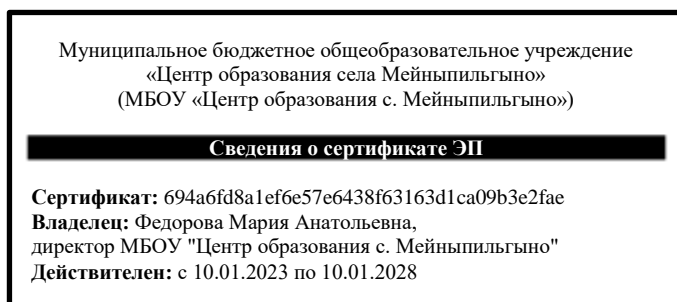 Муниципальное бюджетное общеобразовательное учреждение
«Центр образования села Мейныпильгыно»
(МБОУ «Центр образования с. Мейныпильгыно»)
Сведения о сертификате ЭП
Сертификат: 694a6fd8a1ef6e57e6438f63163d1ca09b3e2fae
Владелец: Федорова Мария Анатольевна,
директор МБОУ "Центр образования с. Мейныпильгыно"
Действителен: с 10.01.2023 по 10.01.2028